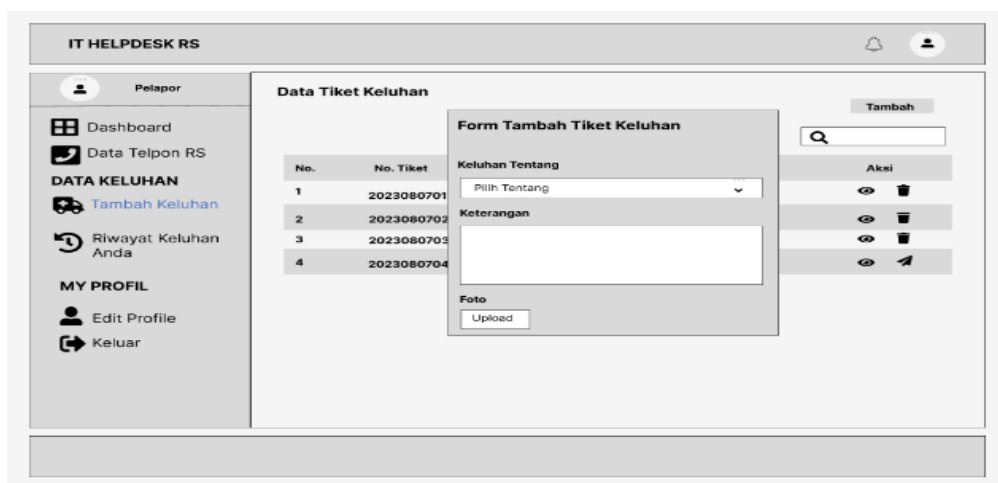 IT HELPDESK RS
Pelapor
Dashboard
Data Telpon RS
DATA KELUHAN
Tambah Keluhan
Riwayat Keluhan
Anda
MY PROFIL
Edit Profile
Keluar
Data Tiket Keluhan
Tambah
No. No. Tiket Aksi
1 2023080701
2 2023080702
3 2023080703
4 2023080704
Form Tambah Tiket Keluhan
Keluhan Tentang
Pilih Tentang
Keterangan
Foto
Upload